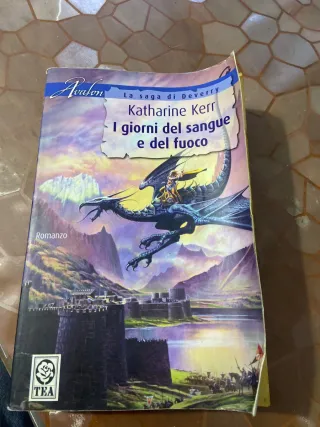 Avalon
La saga di Deverry
Katharine Kerr
I giorni del sangue
e del fuoco
Romanzo
TEA